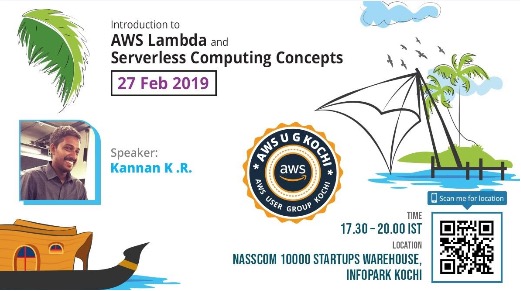 Introduction to
AWS Lambda and
Serverless Computing Concepts
27 Feb 2019
Speaker:
Kannan K .R.
AWS U G KOCHI
aws
AWS USER GROUP KOCHI
Scan me for location
TIME
17.30 – 20.00 IST
LOCATION
NASSCOM 10000 STARTUPS WAREHOUSE,
INFOPARK KOCHI